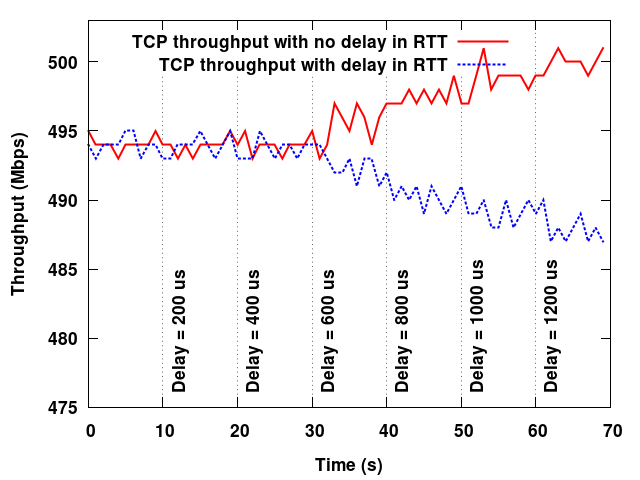 TCP throughput with no delay in RTT
TCP throughput with delay in RTT
500
495
490
485
480
475
Throughput (Mbps)
Delay = 200 us
Delay = 400 us
Delay = 600 us
Delay = 800 us
Delay = 1000 us
Delay = 1200 us
0 10 20 30 40 50 60 70
Time (s)